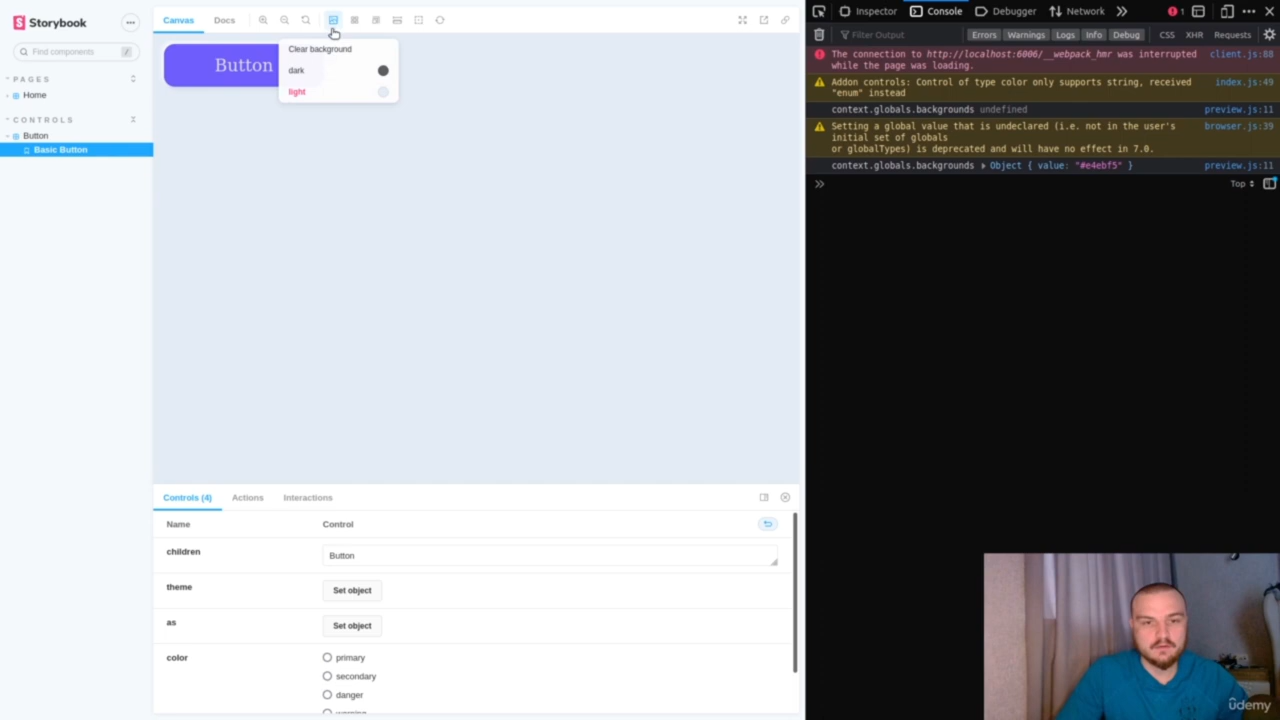 Storybook
Find components
/
PAGES
Home
CONTROLS
Button
Basic Button
Canvas
Docs
Button
Clear background
dark
light
Controls (4)
Actions
Interactions
Name
Control
children
Button
theme
Set object
as
Set object
color
primary
secondary
danger
warning
Inspector
Console
Debugger
Network
1
Filter Output
Errors
Warnings
Logs
Info
Debug
CSS
XHR
Requests
The connection to http://localhost:6006/__webpack_hmr was interrupted client.js:88
while the page was loading.
Addon controls: Control of type color only supports string, received index.js:49
"enum" instead
context.globals.backgrounds undefined preview.js:11
Setting a global value that is undeclared (i.e. not in the user's browser.js:39
initial set of globals
or globalTypes) is deprecated and will have no effect in 7.0.
context.globals.backgrounds Object { value: "#e4ebf5" } preview.js:11
Top
udemy